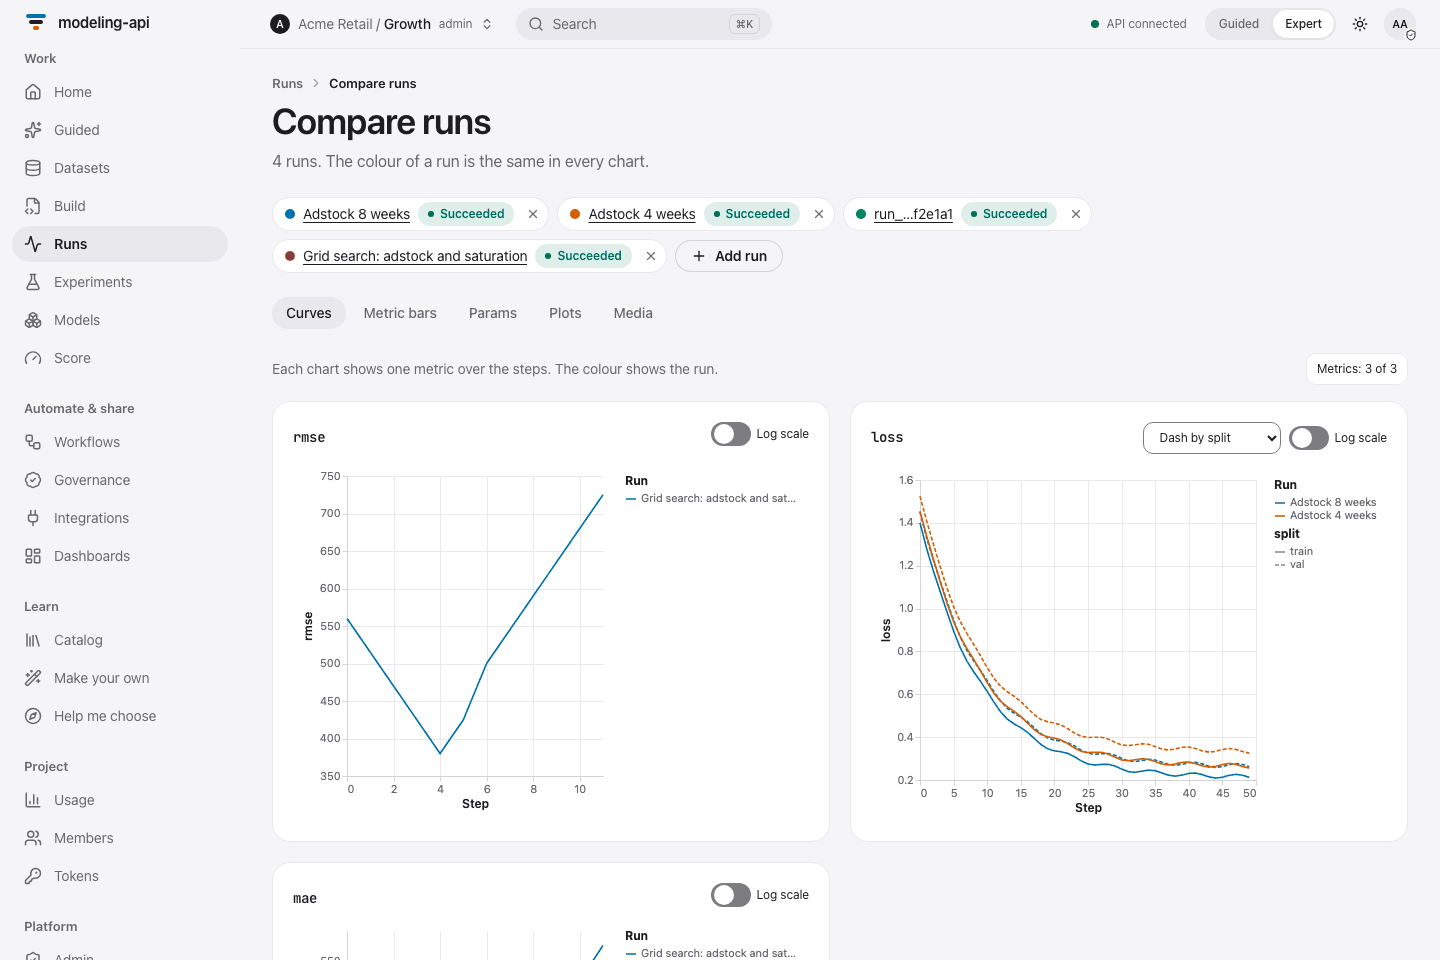 modeling-api
A Acme Retail / Growth admin
Search
⌘K
API connected
Guided
Expert
AA
Work
Home
Guided
Datasets
Build
Runs
Experiments
Models
Score
Automate & share
Workflows
Governance
Integrations
Dashboards
Learn
Catalog
Make your own
Help me choose
Project
Usage
Members
Tokens
Platform
Admin
Runs > Compare runs
Compare runs
4 runs. The colour of a run is the same in every chart.
Adstock 8 weeks Succeeded
Adstock 4 weeks Succeeded
run_...f2e1a1 Succeeded
Grid search: adstock and saturation Succeeded
+ Add run
Curves
Metric bars
Params
Plots
Media
Each chart shows one metric over the steps. The colour shows the run.
Metrics: 3 of 3
rmse
Log scale
750
700
650
600
550
500
450
400
350
rmse
0 2 4 6 8 10
Step
Run
Grid search: adstock and sat...
loss
Dash by split
Log scale
1.6
1.4
1.2
1.0
0.8
0.6
0.4
0.2
loss
0 5 10 15 20 25 30 35 40 45 50
Step
Run
Adstock 8 weeks
Adstock 4 weeks
split
train
val
mae
Log scale
550
Run
Grid search: adstock and sat...